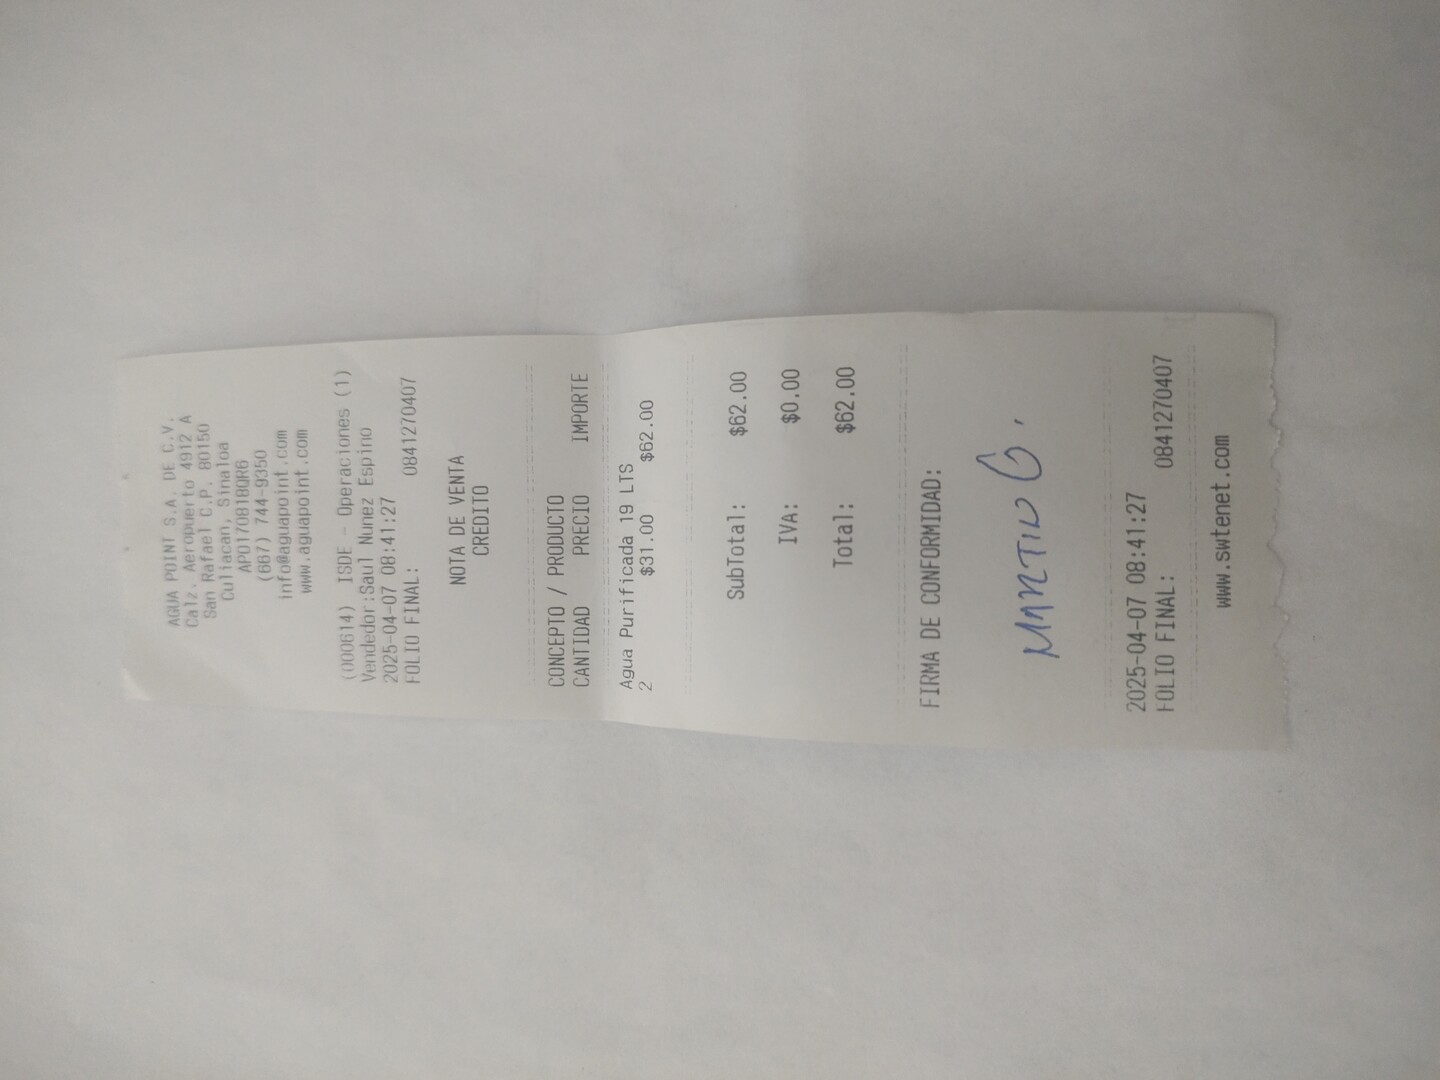 AGUA POINT S.A. DE C.V.
Calz. Aeropuerto 4912 A
San Rafael C.P. 80150
Culiacan, Sinaloa
APO170818QR6
(667) 744-9350
info@aguapoint.com
www.aguapoint.com
(000614) ISDE - Operaciones (1)
Vendedor:Saul Nunez Espino
2025-04-07 08:41:27
FOLIO FINAL: 0841270407
NOTA DE VENTA
CREDITO
CONCEPTO / PRODUCTO
CANTIDAD PRECIO IMPORTE
Agua Purificada 19 LTS
2 $31.00 $62.00
SubTotal: $62.00
IVA: $0.00
Total: $62.00
FIRMA DE CONFORMIDAD:
MARTIN G.
2025-04-07 08:41:27
FOLIO FINAL: 0841270407
www.swtenet.com